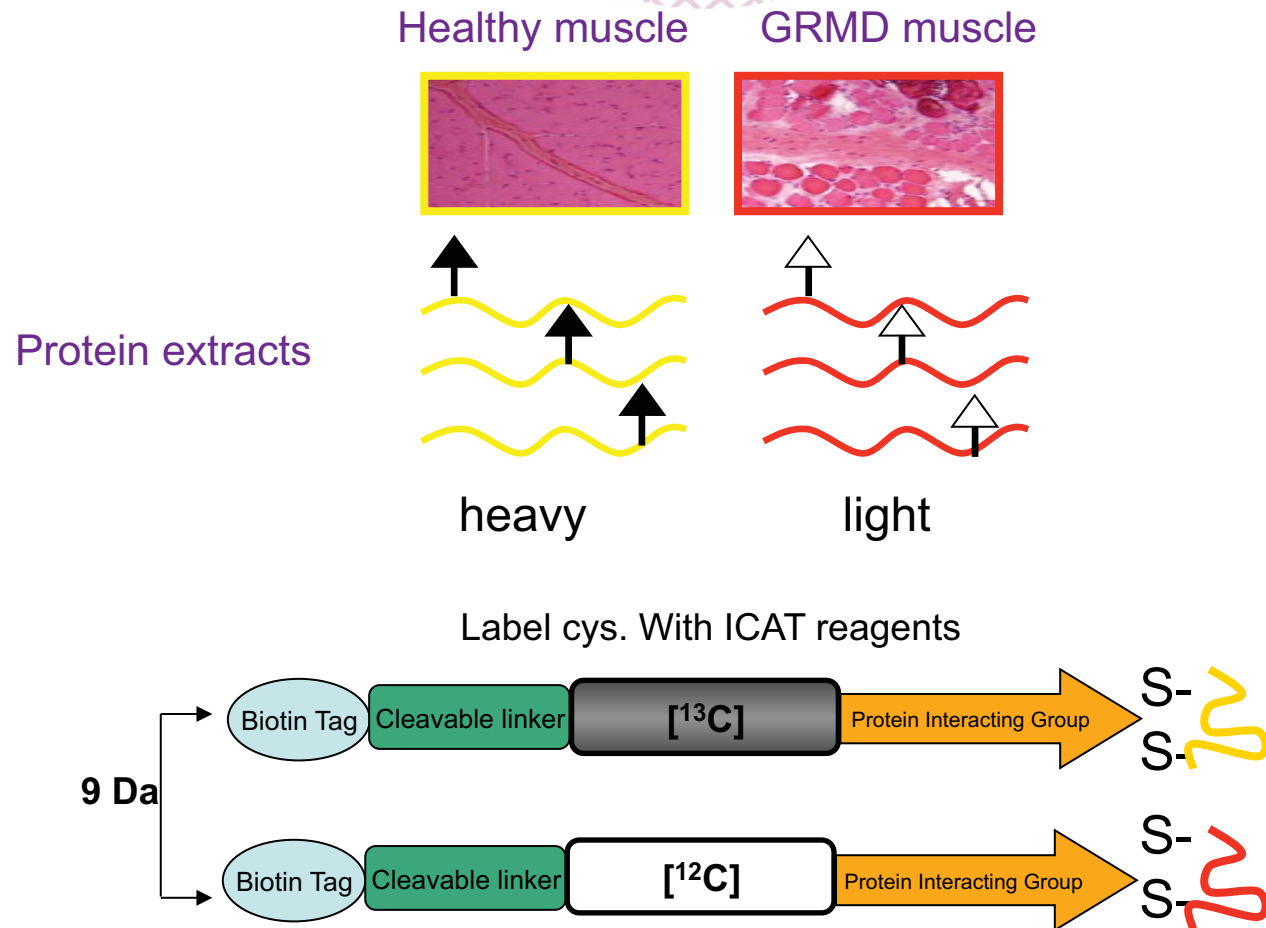 Healthy muscle GRMD muscle
Protein extracts
heavy light
Label cys. With ICAT reagents
Biotin Tag Cleavable linker [¹³C] Protein Interacting Group S-
S-
9 Da
Biotin Tag Cleavable linker [¹²C] Protein Interacting Group S-
S-